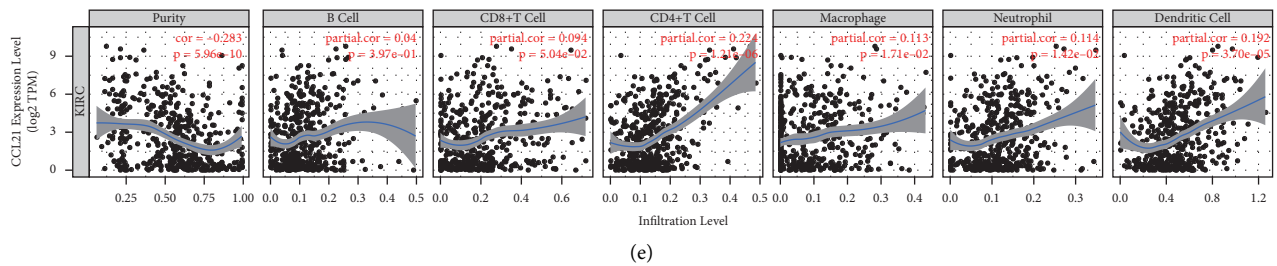 Purity B Cell CD8+T Cell CD4+T Cell Macrophage Neutrophil Dendritic Cell
cor = −0.283 partial.cor = 0.04 partial.cor = 0.094 partial.cor = 0.224 partial.cor = 0.113 partial.cor = 0.114 partial.cor = 0.192
p = 5.96e−10 p = 3.97e−01 p = 5.04e−02 p = 1.21e−06 p = 1.71e−02 p = 1.42e−02 p = 3.70e−05
CCL21 Expression Level
(log2 TPM)
KIRC
9
6
3
0
0.25 0.50 0.75 1.00 0.0 0.1 0.2 0.3 0.4 0.5 0.0 0.2 0.4 0.6 0.0 0.1 0.2 0.3 0.4 0.5 0.0 0.1 0.2 0.3 0.4 0.0 0.1 0.2 0.3 0.0 0.4 0.8 1.2
Infiltration Level
(e)